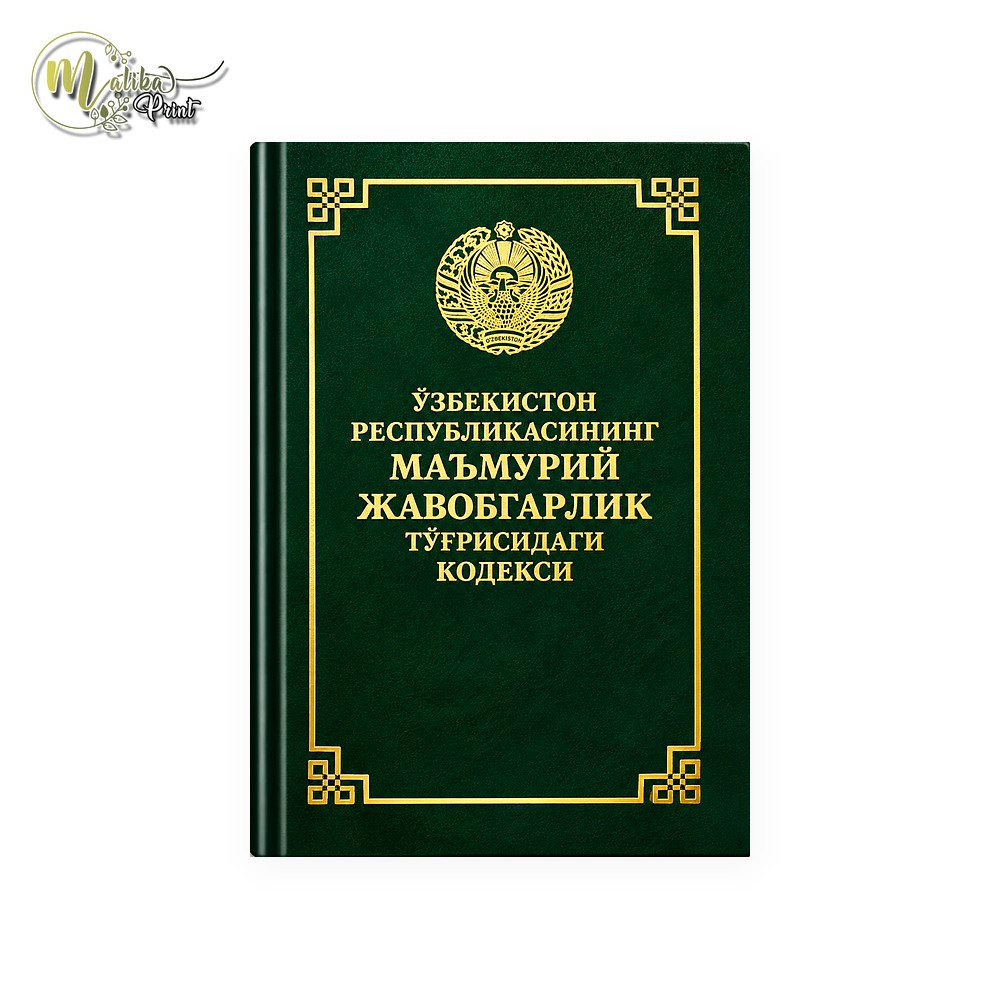 Malika
Print
O'ZBEKISTON
ЎЗБЕКИСТОН
РЕСПУБЛИКАСИНИНГ
МАЪМУРИЙ
ЖАВОБГАРЛИК
ТЎҒРИСИДАГИ
КОДЕКСИ